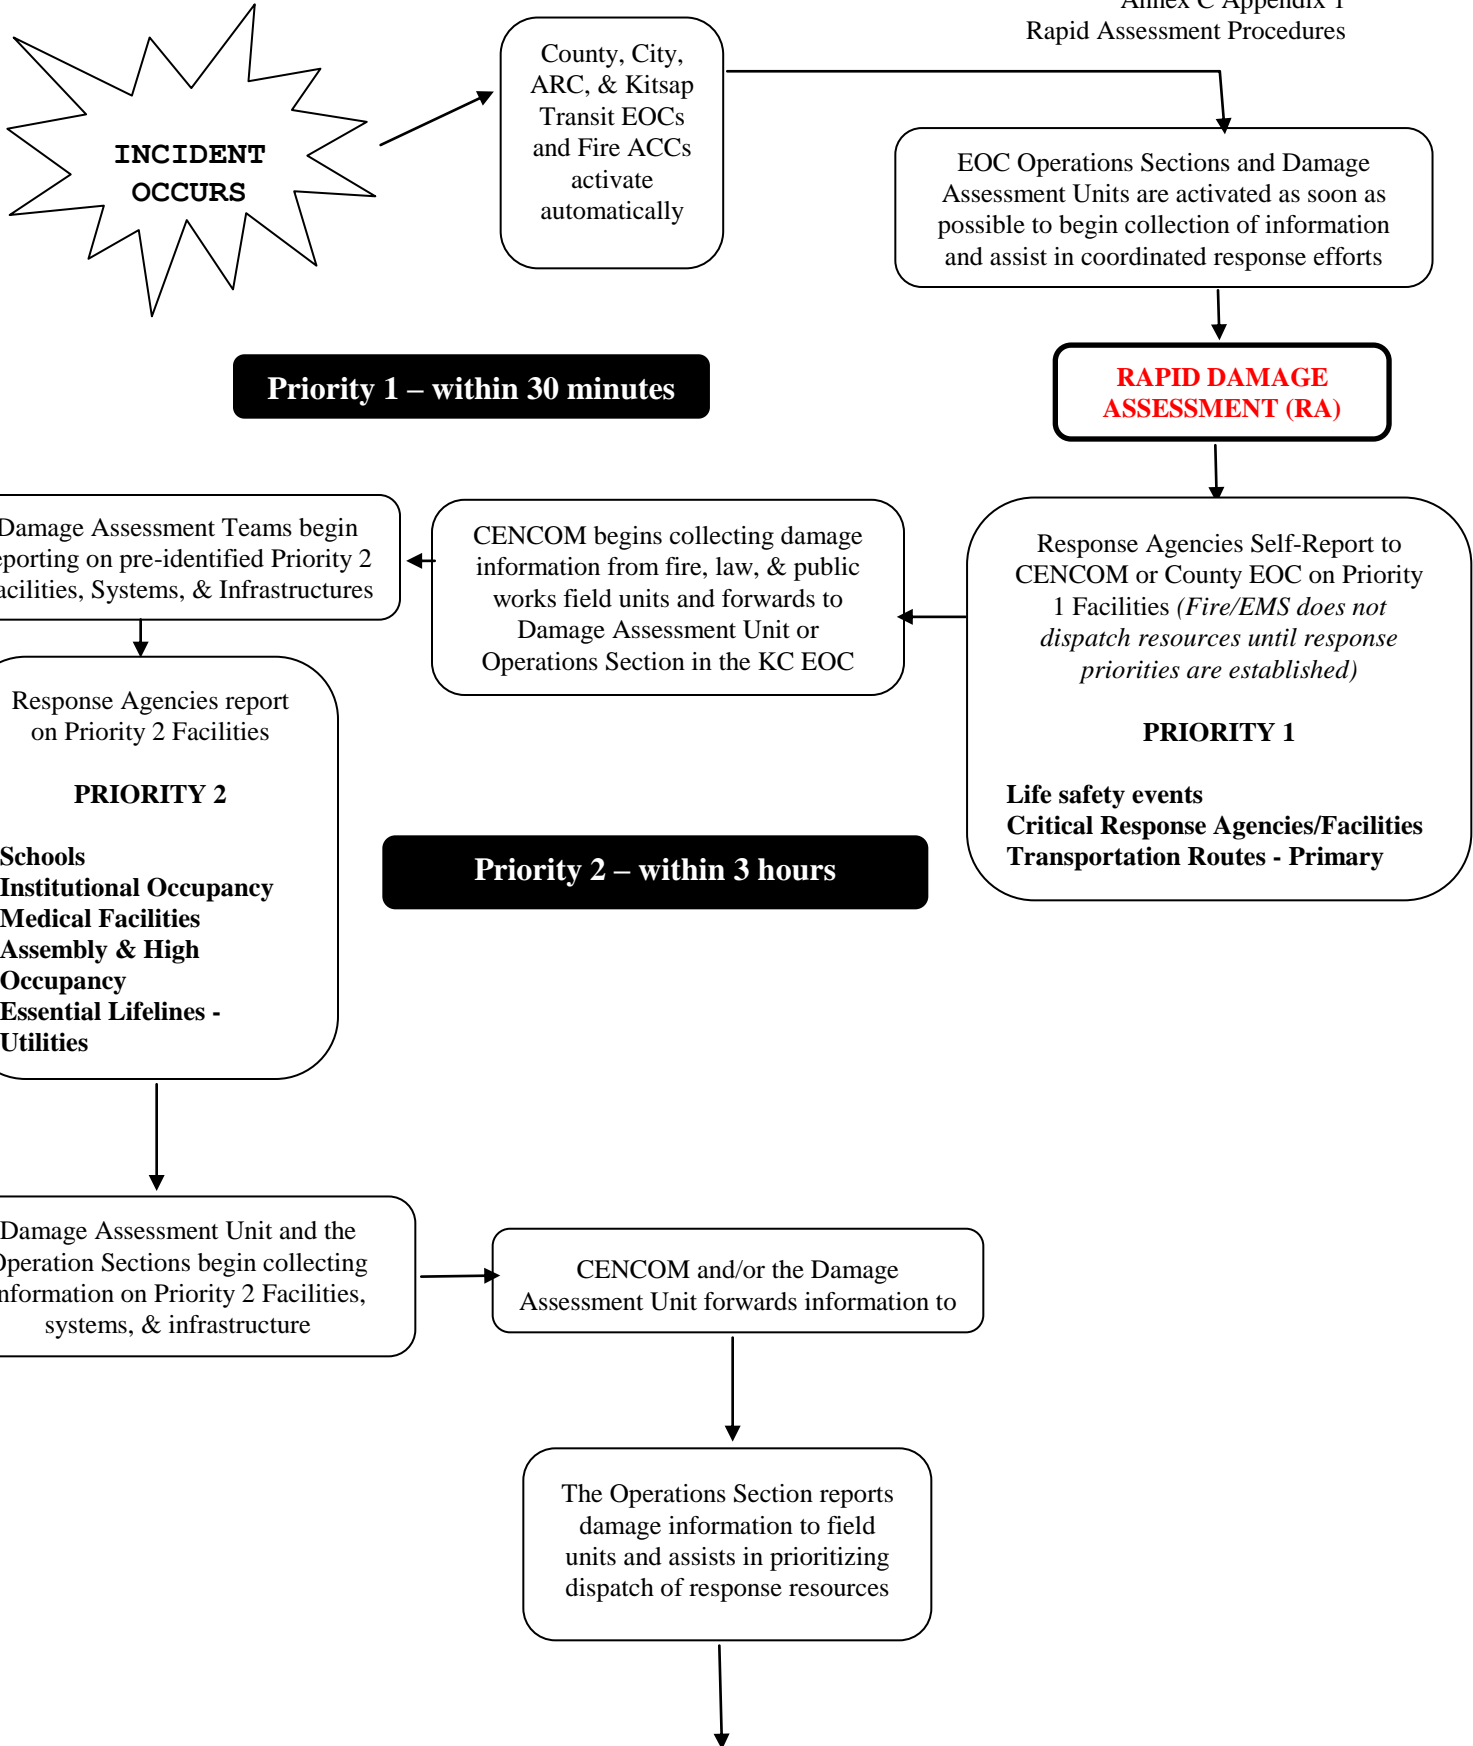 Annex C Appendix 1
Rapid Assessment Procedures
INCIDENT
OCCURS
County, City,
ARC, & Kitsap
Transit EOCs
and Fire ACCs
activate
automatically
EOC Operations Sections and Damage
Assessment Units are activated as soon as
possible to begin collection of information
and assist in coordinated response efforts
Priority 1 – within 30 minutes
RAPID DAMAGE
ASSESSMENT (RA)
Response Agencies Self-Report to
CENCOM or County EOC on Priority
1 Facilities (Fire/EMS does not
dispatch resources until response
priorities are established)
PRIORITY 1
Life safety events
Critical Response Agencies/Facilities
Transportation Routes - Primary
CENCOM begins collecting damage
information from fire, law, & public
works field units and forwards to
Damage Assessment Unit or
Operations Section in the KC EOC
Damage Assessment Teams begin
eporting on pre-identified Priority 2
acilities, Systems, & Infrastructures
Response Agencies report
on Priority 2 Facilities
PRIORITY 2
Schools
Institutional Occupancy
Medical Facilities
Assembly & High
Occupancy
Essential Lifelines -
Utilities
Priority 2 – within 3 hours
Damage Assessment Unit and the
Operation Sections begin collecting
nformation on Priority 2 Facilities,
systems, & infrastructure
CENCOM and/or the Damage
Assessment Unit forwards information to
The Operations Section reports
damage information to field
units and assists in prioritizing
dispatch of response resources